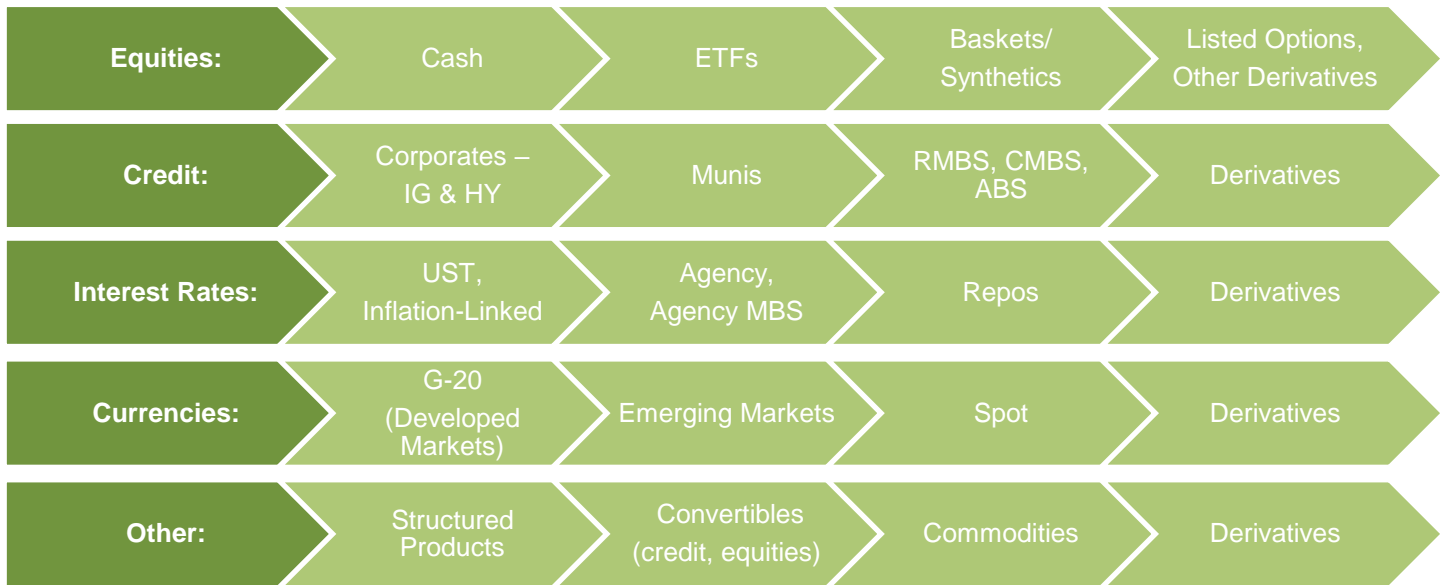 Equities:
Cash
ETFs
Baskets/
Synthetics
Listed Options,
Other Derivatives
Credit:
Corporates –
IG & HY
Munis
RMBS, CMBS,
ABS
Derivatives
Interest Rates:
UST,
Inflation-Linked
Agency,
Agency MBS
Repos
Derivatives
Currencies:
G-20
(Developed
Markets)
Emerging Markets
Spot
Derivatives
Other:
Structured
Products
Convertibles
(credit, equities)
Commodities
Derivatives